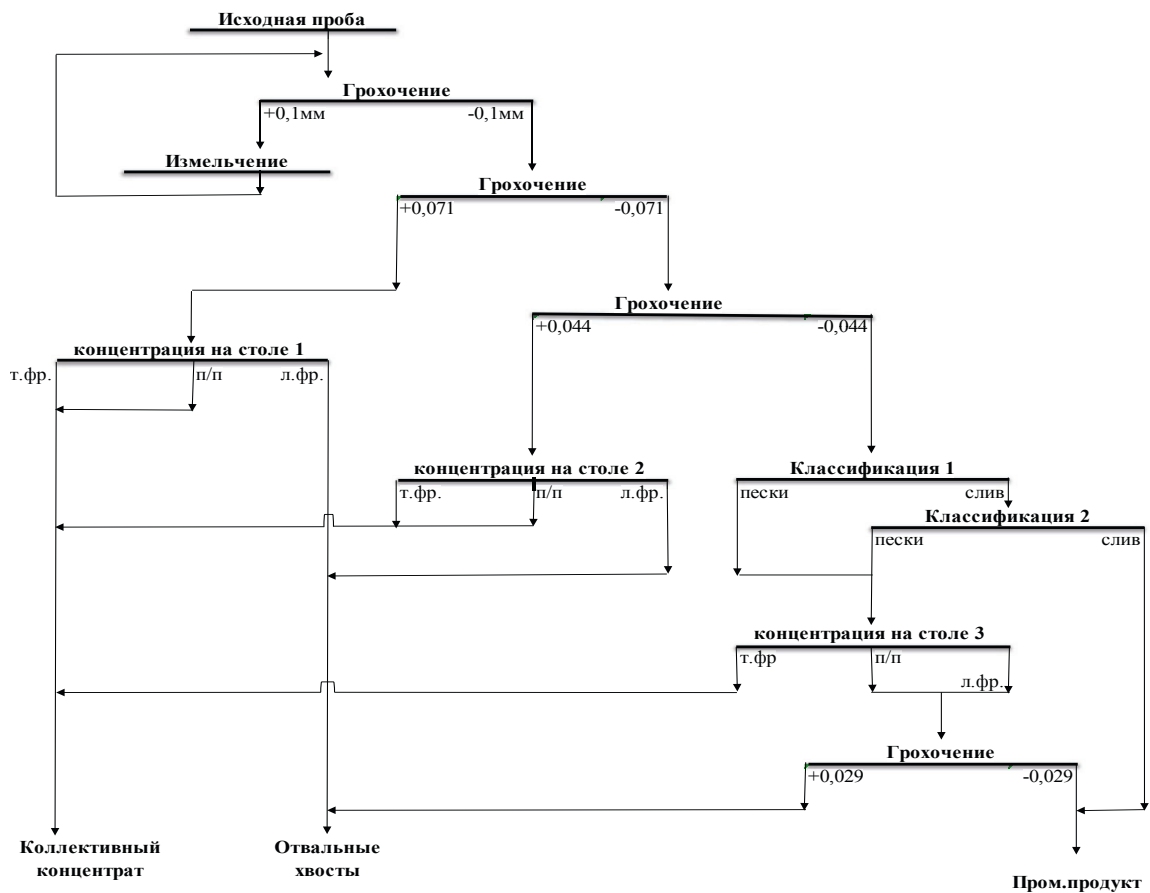 Исходная проба
Грохочение
+0,1мм
-0,1мм
Измельчение
Грохочение
+0,071
-0,071
Грохочение
+0,044
-0,044
концентрация на столе 1
т.фр.
п/п
л.фр.
концентрация на столе 2
т.фр.
п/п
л.фр.
Классификация 1
пески
слив
Классификация 2
пески
слив
концентрация на столе 3
т.фр
п/п
л.фр.
Грохочение
+0,029
-0,029
Коллективный
концентрат
Отвальные
хвосты
Пром.продукт